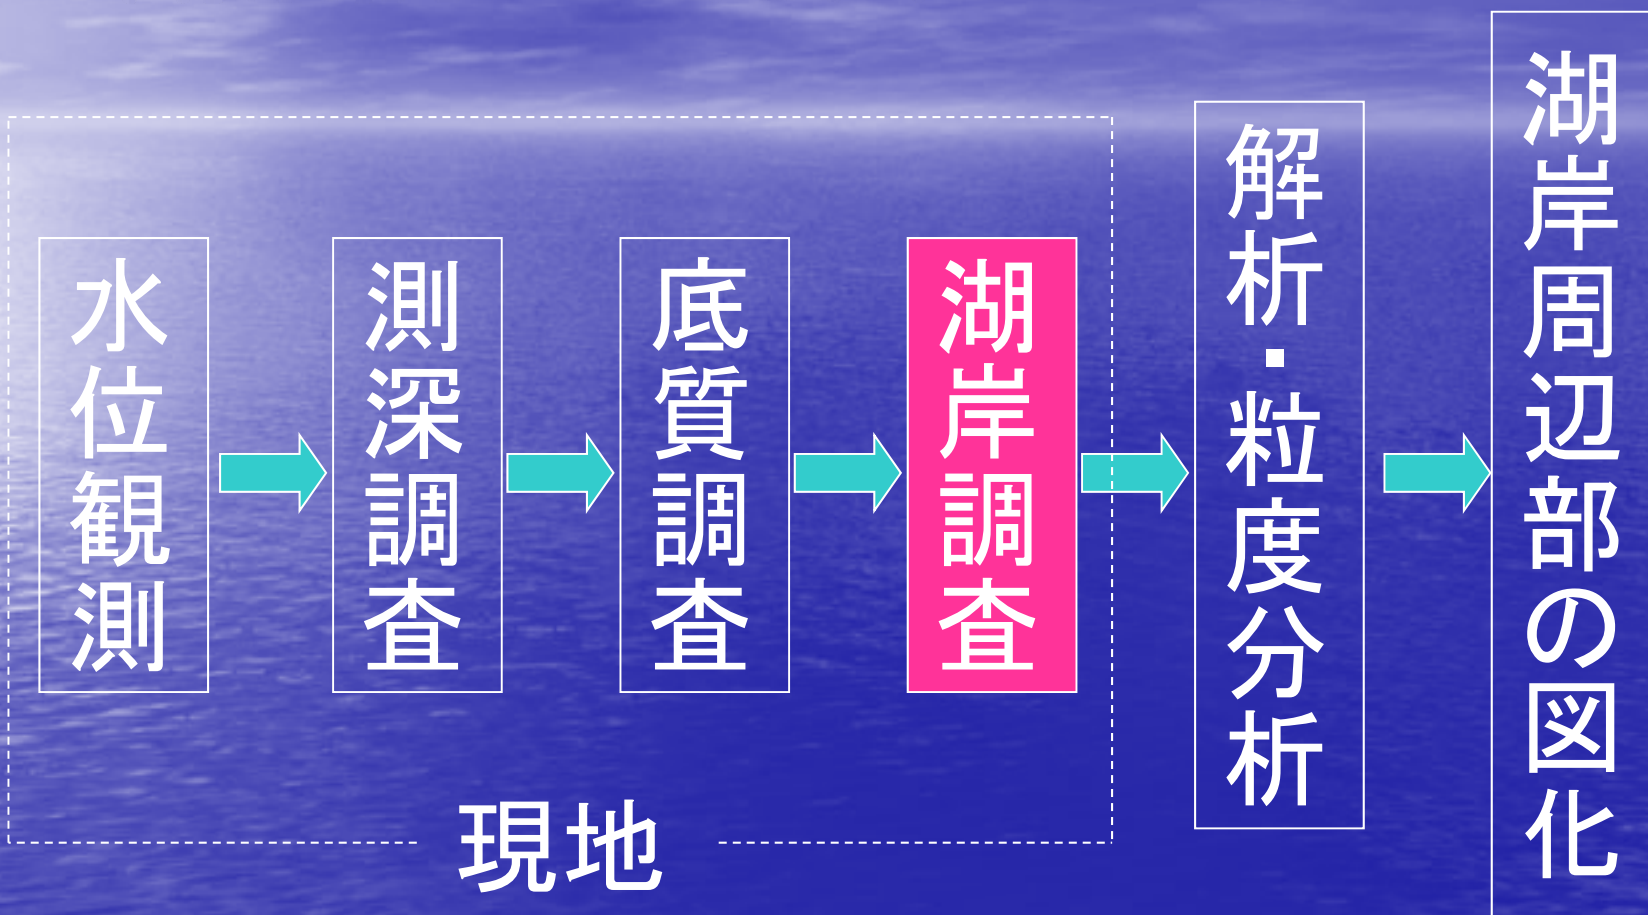 水位観測
測深調査
底質調査
湖岸調査
解析・粒度分析
湖岸周辺部の図化
現地